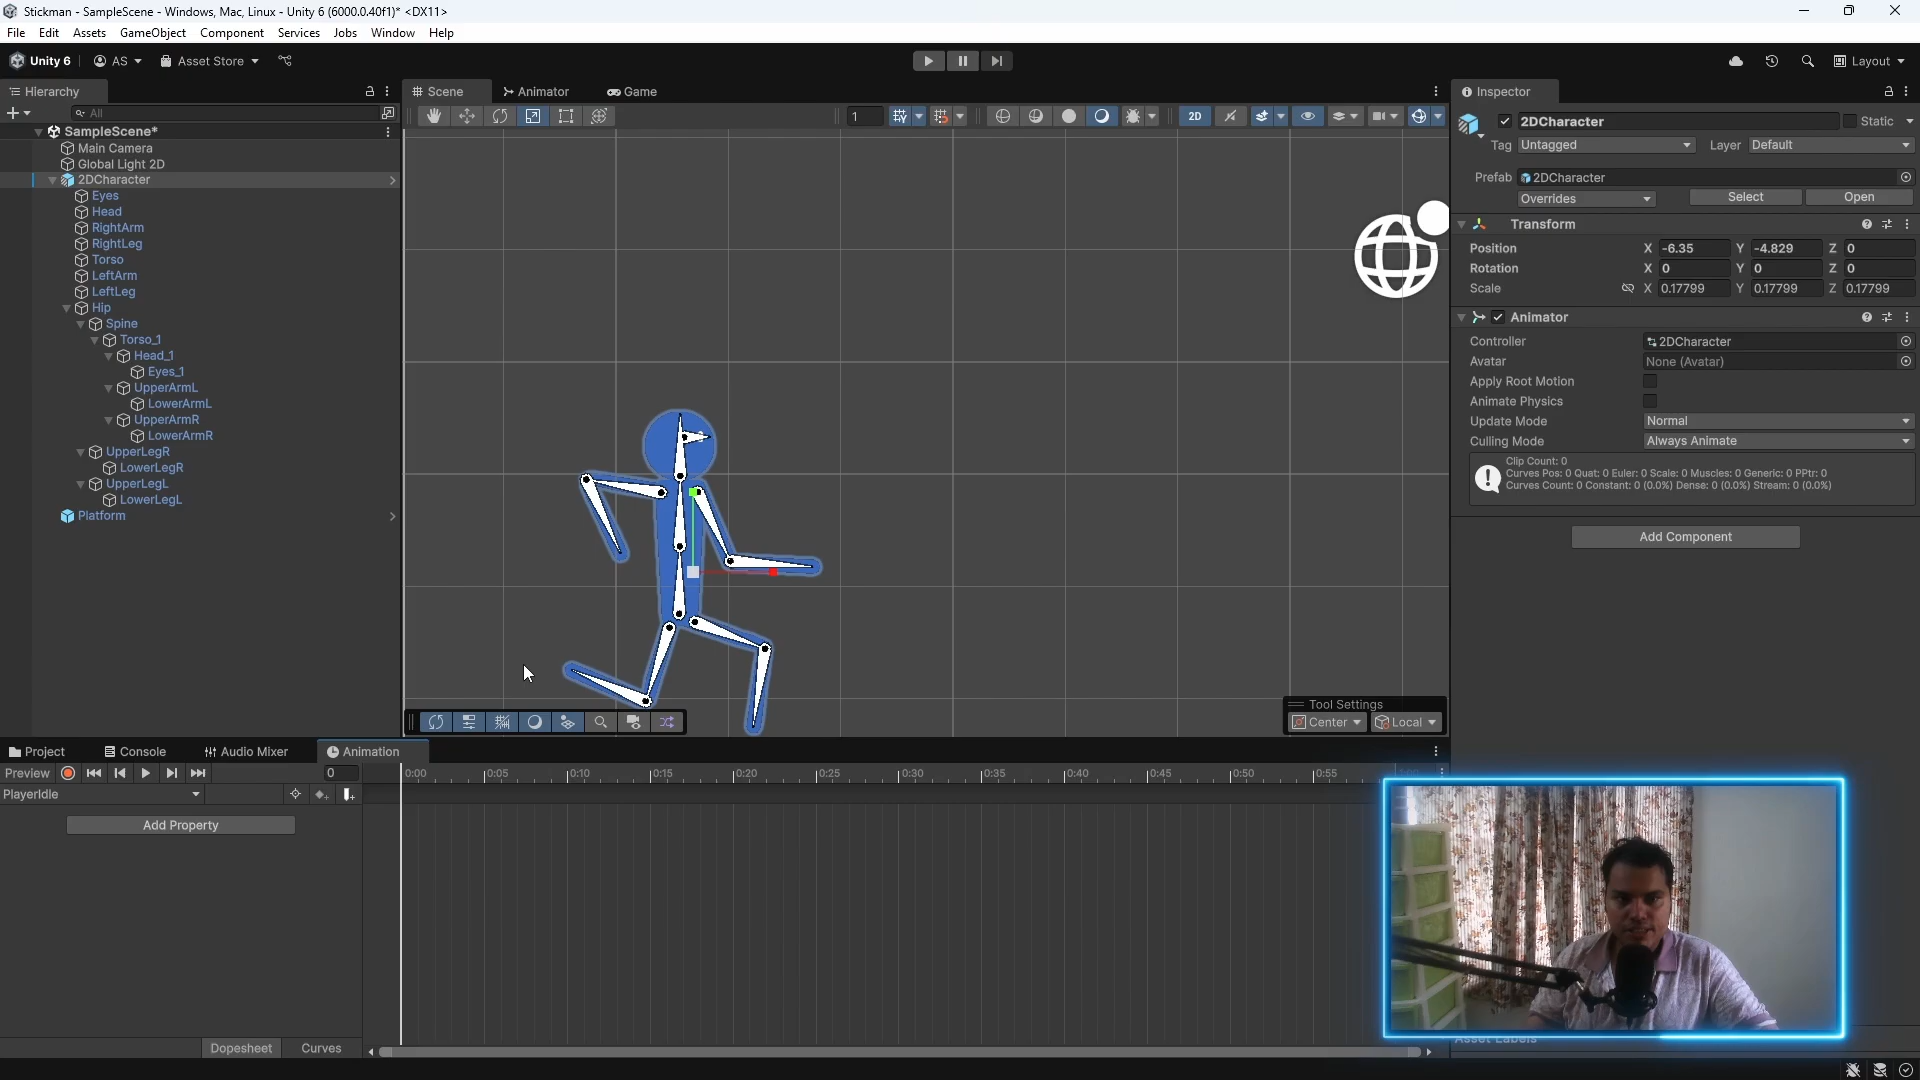 Stickman - SampleScene - Windows, Mac, Linux - Unity 6 (6000.0.40f1)* <DX11>
File Edit Assets GameObject Component Services Jobs Window Help
Unity 6 AS Asset Store Layout
Hierarchy
All
SampleScene*
Main Camera
Global Light 2D
2DCharacter
Eyes
Head
RightArm
RightLeg
Torso
LeftArm
LeftLeg
Hip
Spine
Torso_1
Head_1
Eyes_1
UpperArmL
LowerArmL
UpperArmR
LowerArmR
UpperLegR
LowerLegR
UpperLegL
LowerLegL
Platform
Scene Animator Game
1 2D
Tool Settings
Center Local
Inspector
2DCharacter Static
Tag Untagged Layer Default
Prefab 2DCharacter
Overrides Select Open
Transform
Position X -6.35 Y -4.829 Z 0
Rotation X 0 Y 0 Z 0
Scale X 0.17799 Y 0.17799 Z 0.17799
Animator
Controller 2DCharacter
Avatar None (Avatar)
Apply Root Motion
Animate Physics
Update Mode Normal
Culling Mode Always Animate
Clip Count: 0
Curves Pos: 0 Quat: 0 Euler: 0 Scale: 0 Muscles: 0 Generic: 0 PPtr: 0
Curves Count: 0 Constant: 0 (0.0%) Dense: 0 (0.0%) Stream: 0 (0.0%)
Add Component
Project Console Audio Mixer Animation
Preview 0 0:00 0:05 0:10 0:15 0:20 0:25 0:30 0:35 0:40 0:45 0:50 0:55 1:00
PlayerIdle
Add Property
Dopesheet Curves
Asset Labels